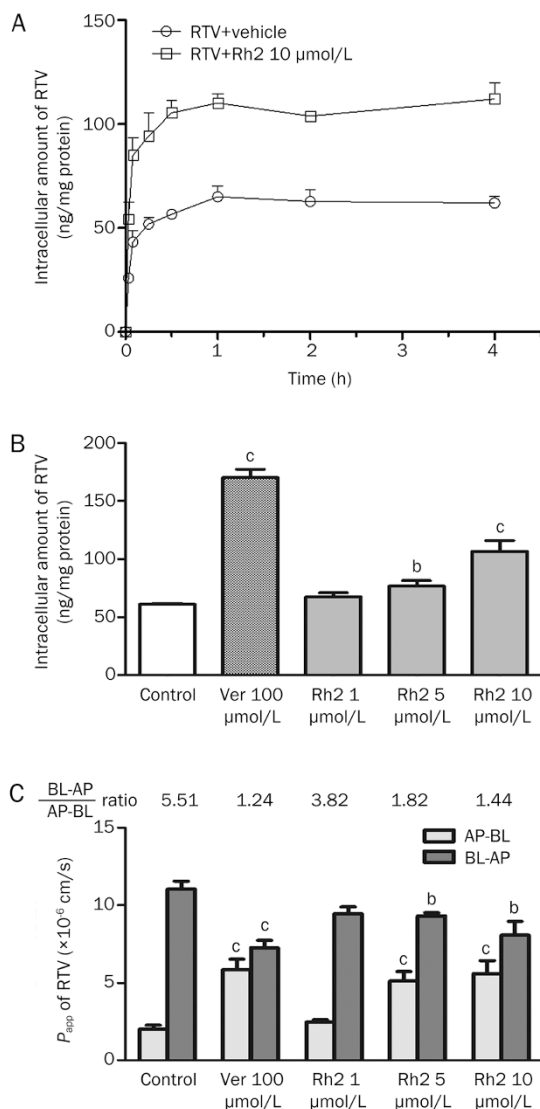 A
RTV+vehicle
RTV+Rh2 10 μmol/L
Intracellular amount of RTV
(ng/mg protein)
150
100
50
0
0
1
2
3
4
Time (h)
B
Intracellular amount of RTV
(ng/mg protein)
200
150
100
50
0
c
b
c
Control
Ver 100
μmol/L
Rh2 1
μmol/L
Rh2 5
μmol/L
Rh2 10
μmol/L
C
BL-AP
AP-BL
ratio
5.51
1.24
3.82
1.82
1.44
AP-BL
BL-AP
Papp of RTV (×10⁻⁶ cm/s)
15
10
5
0
c
c
c
b
c
b
Control
Ver 100
μmol/L
Rh2 1
μmol/L
Rh2 5
μmol/L
Rh2 10
μmol/L